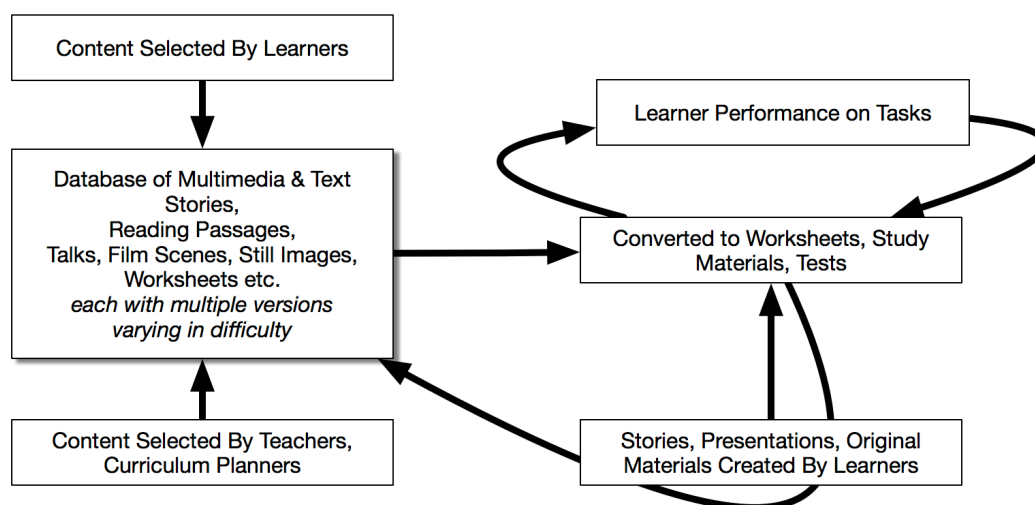 Content Selected By Learners
Database of Multimedia & Text
Stories,
Reading Passages,
Talks, Film Scenes, Still Images,
Worksheets etc.
each with multiple versions
varying in difficulty
Content Selected By Teachers,
Curriculum Planners
Learner Performance on Tasks
Converted to Worksheets, Study
Materials, Tests
Stories, Presentations, Original
Materials Created By Learners